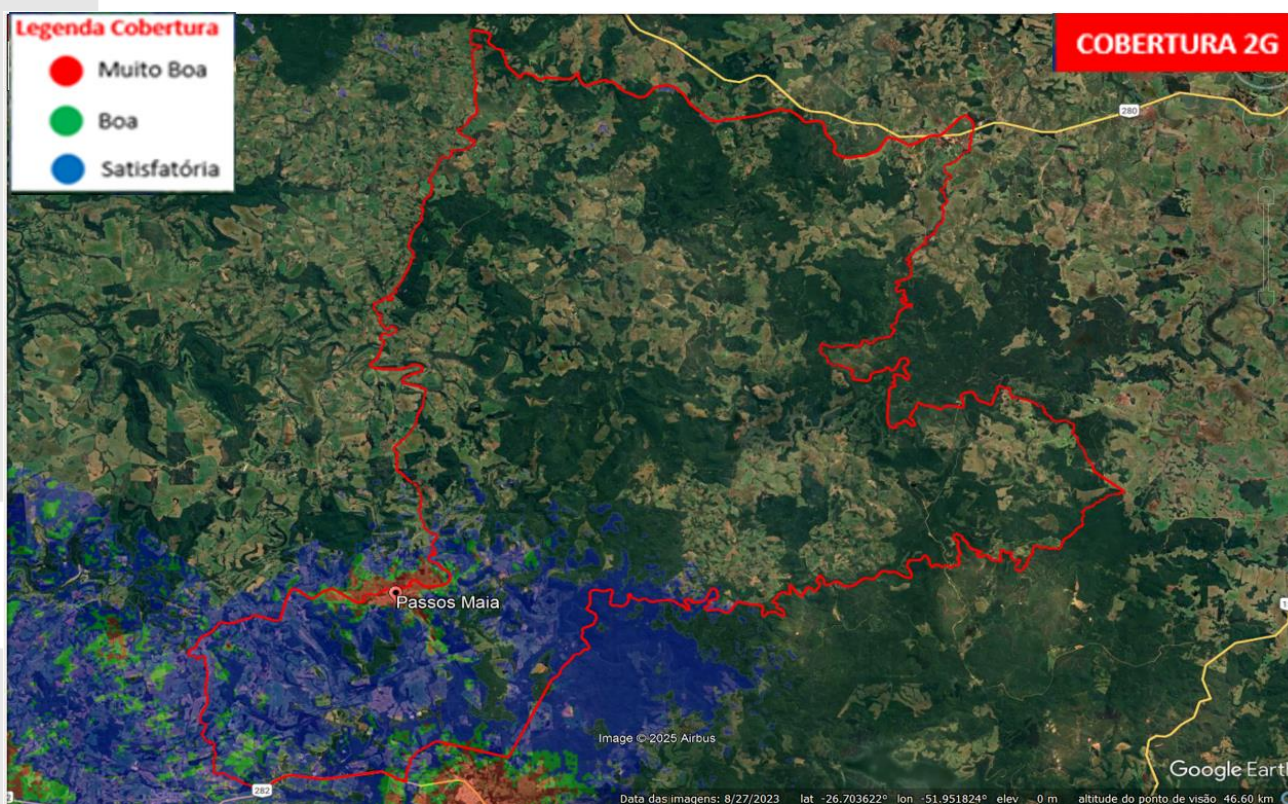 Legenda Cobertura
Muito Boa
Boa
Satisfatória
COBERTURA 2G
280
Passos Maia
282
Image © 2025 Airbus
Google Earth
Data das imagens: 8/27/2023 lat -26.703622° lon -51.951824° elev 0 m altitude do ponto de visão 46.60 km